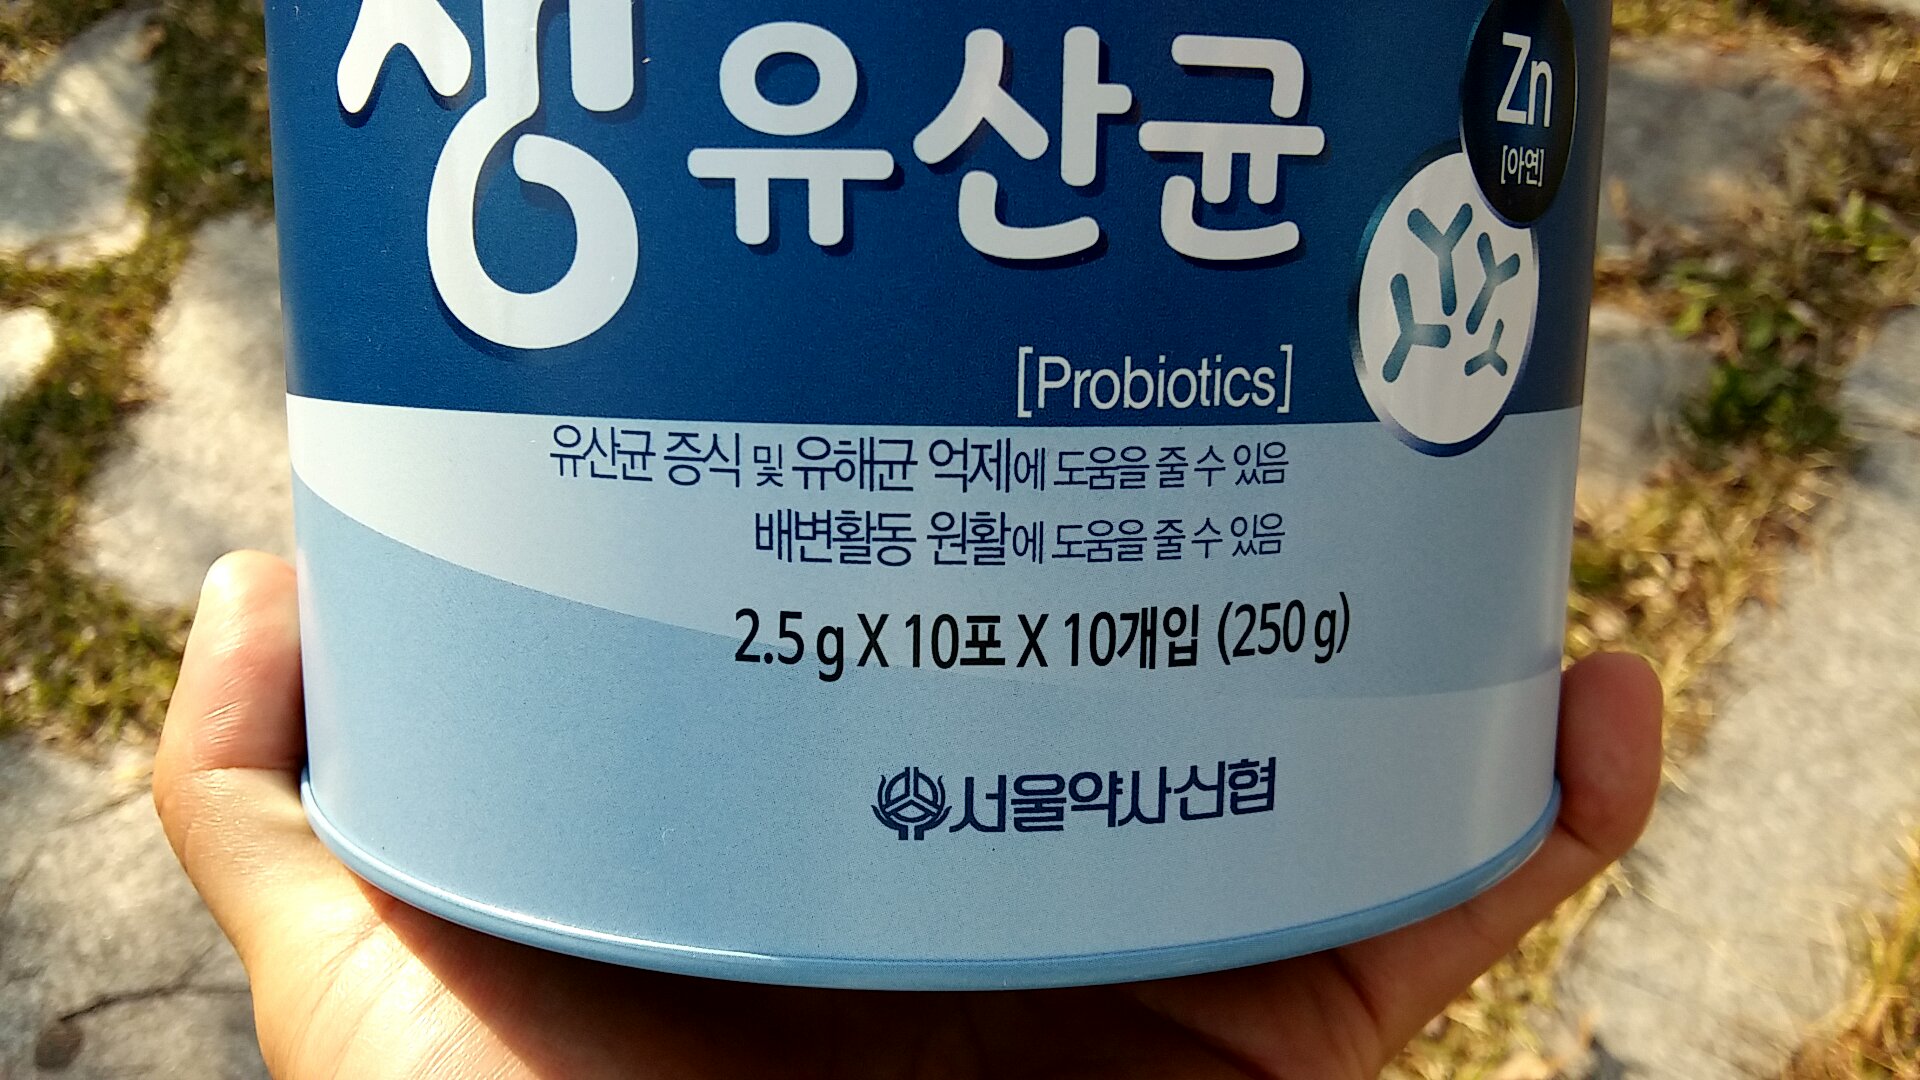 생유산균
Zn
[아연]
[Probiotics]
유산균 증식 및 유해균 억제에 도움을 줄 수 있음
배변활동 원활에 도움을 줄 수 있음
2.5 g X 10포 X 10개입 (250 g)
서울약사신협